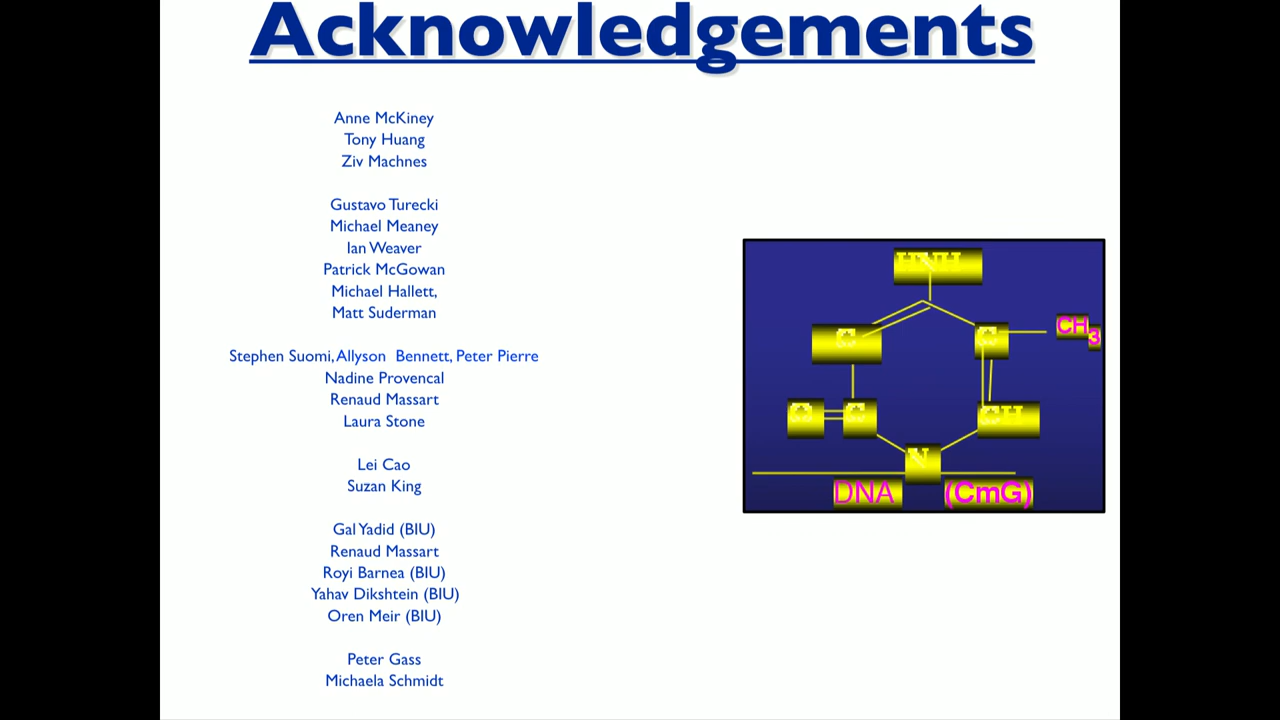 Acknowledgements
Anne McKiney
Tony Huang
Ziv Machnes
Gustavo Turecki
Michael Meaney
Ian Weaver
Patrick McGowan
Michael Hallett,
Matt Suderman
Stephen Suomi, Allyson Bennett, Peter Pierre
Nadine Provencal
Renaud Massart
Laura Stone
Lei Cao
Suzan King
Gal Yadid (BIU)
Renaud Massart
Royi Barnea (BIU)
Yahav Dikshtein (BIU)
Oren Meir (BIU)
Peter Gass
Michaela Schmidt
CH3
C
CH
N
DNA (CmG)